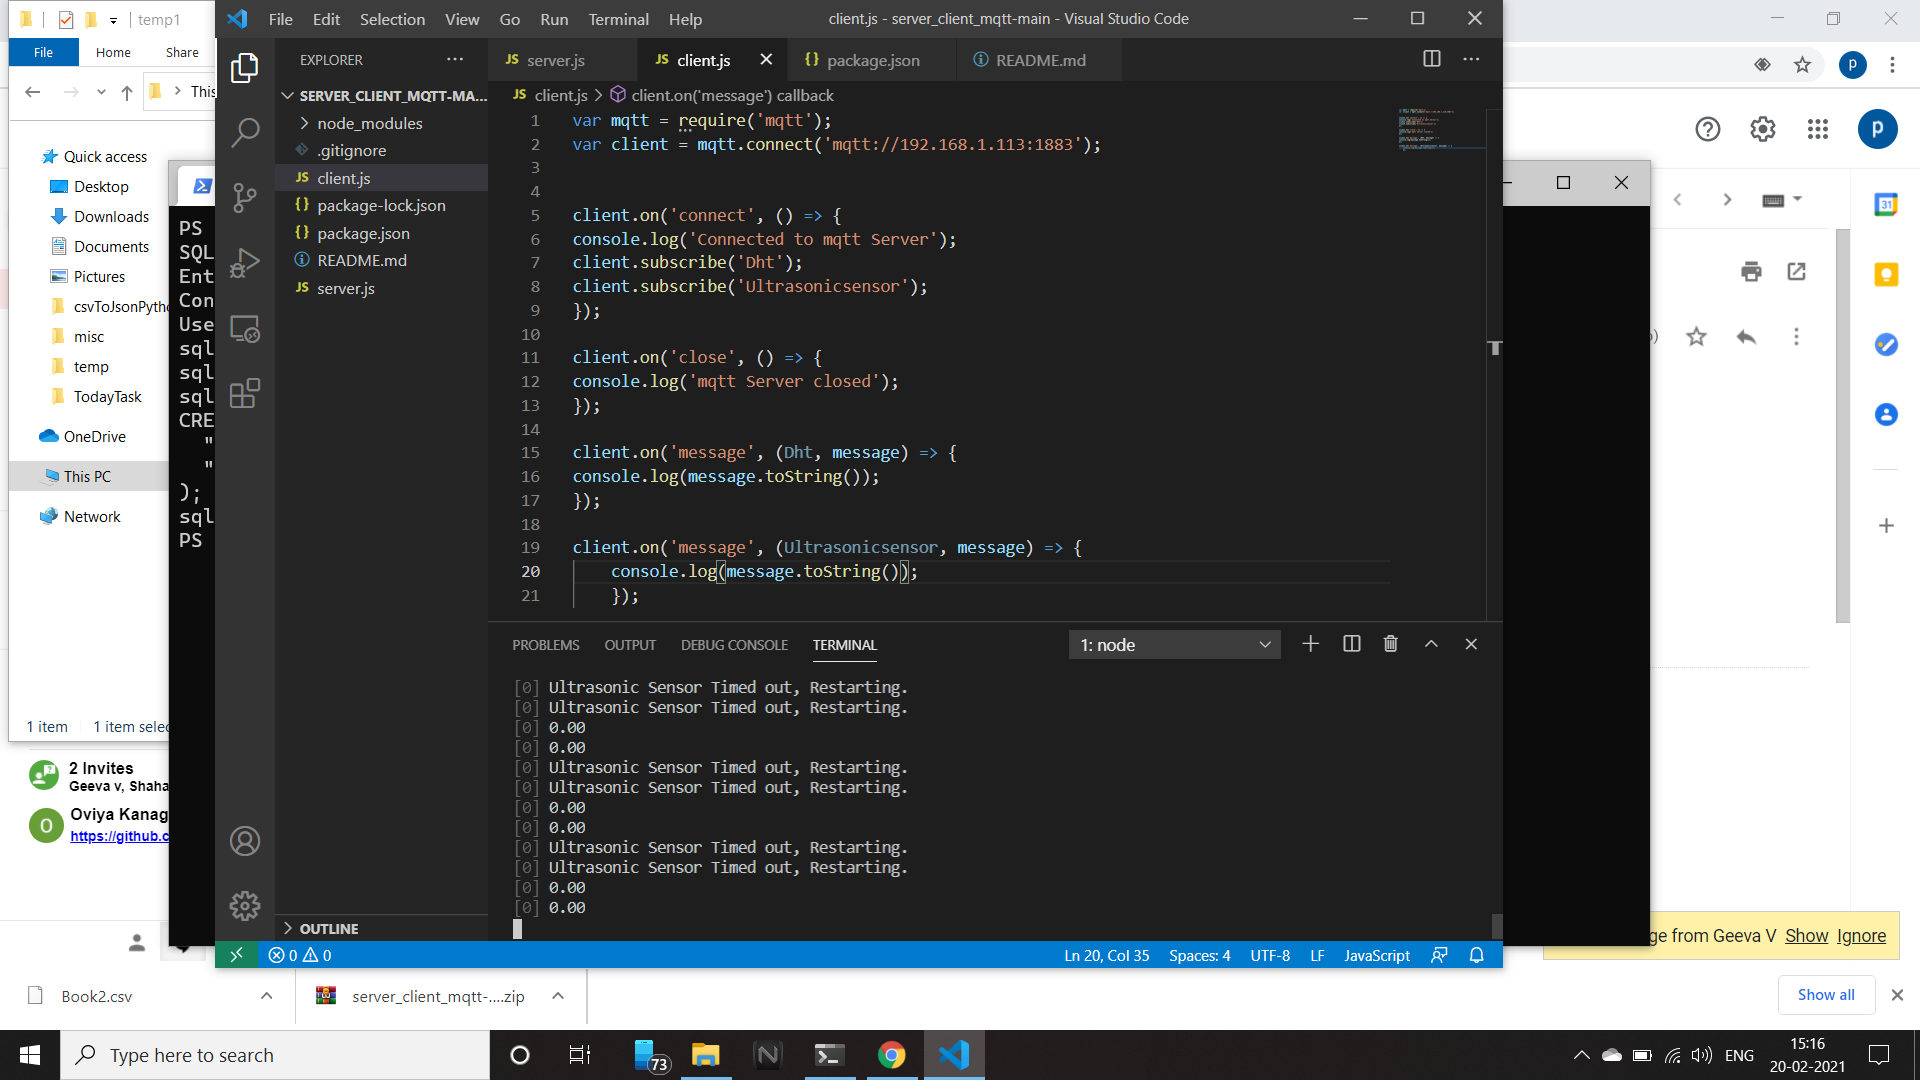 temp1
File
Home
Share
This
Quick access
Desktop
Downloads
Documents
Pictures
csvToJsonPytho
misc
temp
TodayTask
OneDrive
This PC
Network
1 item
1 item selec
2 Invites
Geeva v, Shaha
O
Oviya Kanag
https://github.c
PS
SQL
Ent
Con
Use
sql
sql
sql
CRE
"
"
);
sql
PS
File Edit Selection View Go Run Terminal Help
client.js - server_client_mqtt-main - Visual Studio Code
EXPLORER
SERVER_CLIENT_MQTT-MA...
node_modules
.gitignore
JS client.js
{} package-lock.json
{} package.json
README.md
JS server.js
OUTLINE
JS server.js
JS client.js
{} package.json
README.md
JS client.js > client.on('message') callback
1 var mqtt = require('mqtt');
2 var client = mqtt.connect('mqtt://192.168.1.113:1883');
3
4
5 client.on('connect', () => {
6 console.log('Connected to mqtt Server');
7 client.subscribe('Dht');
8 client.subscribe('Ultrasonicsensor');
9 });
10
11 client.on('close', () => {
12 console.log('mqtt Server closed');
13 });
14
15 client.on('message', (Dht, message) => {
16 console.log(message.toString());
17 });
18
19 client.on('message', (Ultrasonicsensor, message) => {
20 console.log(message.toString());
21 });
PROBLEMS OUTPUT DEBUG CONSOLE TERMINAL
1: node
[0] Ultrasonic Sensor Timed out, Restarting.
[0] Ultrasonic Sensor Timed out, Restarting.
[0] 0.00
[0] 0.00
[0] Ultrasonic Sensor Timed out, Restarting.
[0] Ultrasonic Sensor Timed out, Restarting.
[0] 0.00
[0] 0.00
[0] Ultrasonic Sensor Timed out, Restarting.
[0] Ultrasonic Sensor Timed out, Restarting.
[0] 0.00
[0] 0.00
0 0
Ln 20, Col 35 Spaces: 4 UTF-8 LF JavaScript
p
p
31
ge from Geeva V Show Ignore
Book2.csv
server_client_mqtt-....zip
Show all
Type here to search
73
ENG
15:16
20-02-2021